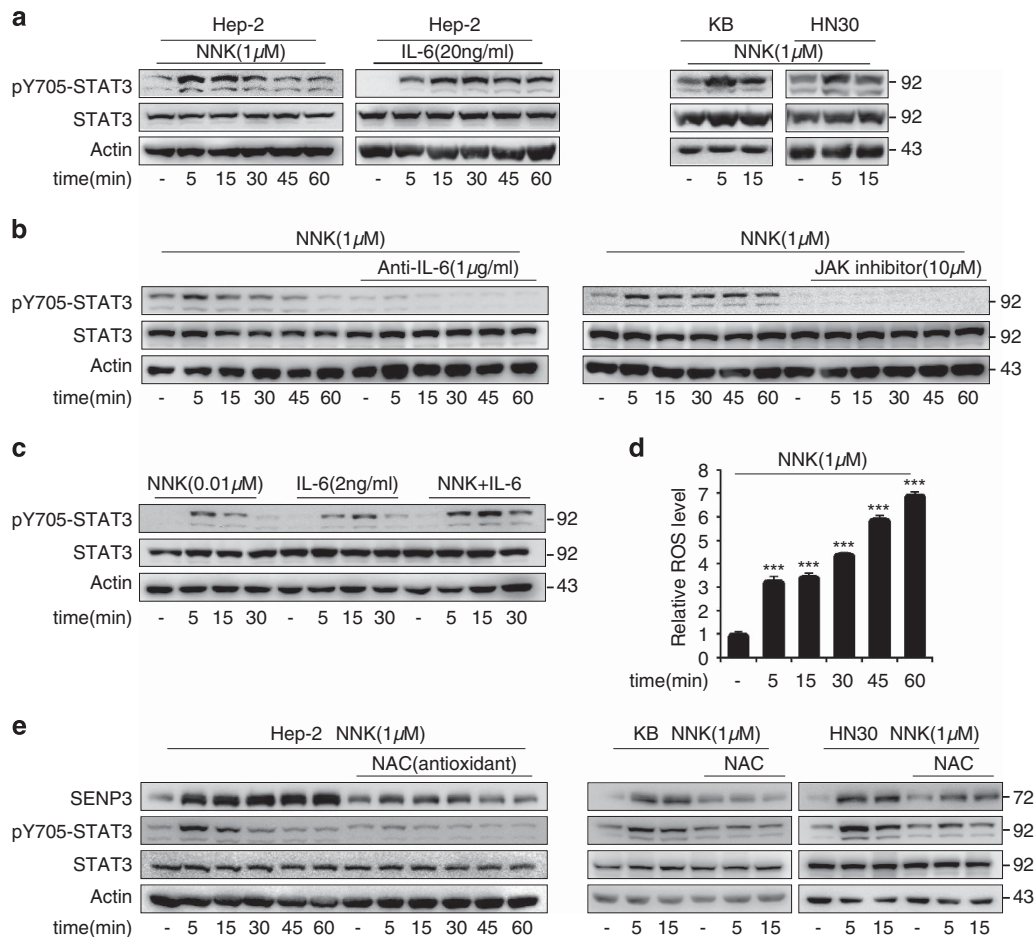 a
Hep-2 Hep-2 KB HN30
NNK(1µM) IL-6(20ng/ml) NNK(1µM)
pY705-STAT3 92
STAT3 92
Actin 43
time(min) - 5 15 30 45 60 - 5 15 30 45 60 - 5 15 - 5 15
b
NNK(1µM) NNK(1µM)
Anti-IL-6(1µg/ml) JAK inhibitor(10µM)
pY705-STAT3 92
STAT3 92
Actin 43
time(min) - 5 15 30 45 60 - 5 15 30 45 60 - 5 15 30 45 60 - 5 15 30 45 60
c
NNK(0.01µM) IL-6(2ng/ml) NNK+IL-6
pY705-STAT3 92
STAT3 92
Actin 43
time(min) - 5 15 30 - 5 15 30 - 5 15 30
d
NNK(1µM)
Relative ROS level
8
7
6
5
4
3
2
1
0
*** *** *** *** ***
time(min) - 5 15 30 45 60
e
Hep-2 NNK(1µM) KB NNK(1µM) HN30 NNK(1µM)
NAC(antioxidant) NAC NAC
SENP3 72
pY705-STAT3 92
STAT3 92
Actin 43
time(min) - 5 15 30 45 60 - 5 15 30 45 60 - 5 15 - 5 15 - 5 15 - 5 15